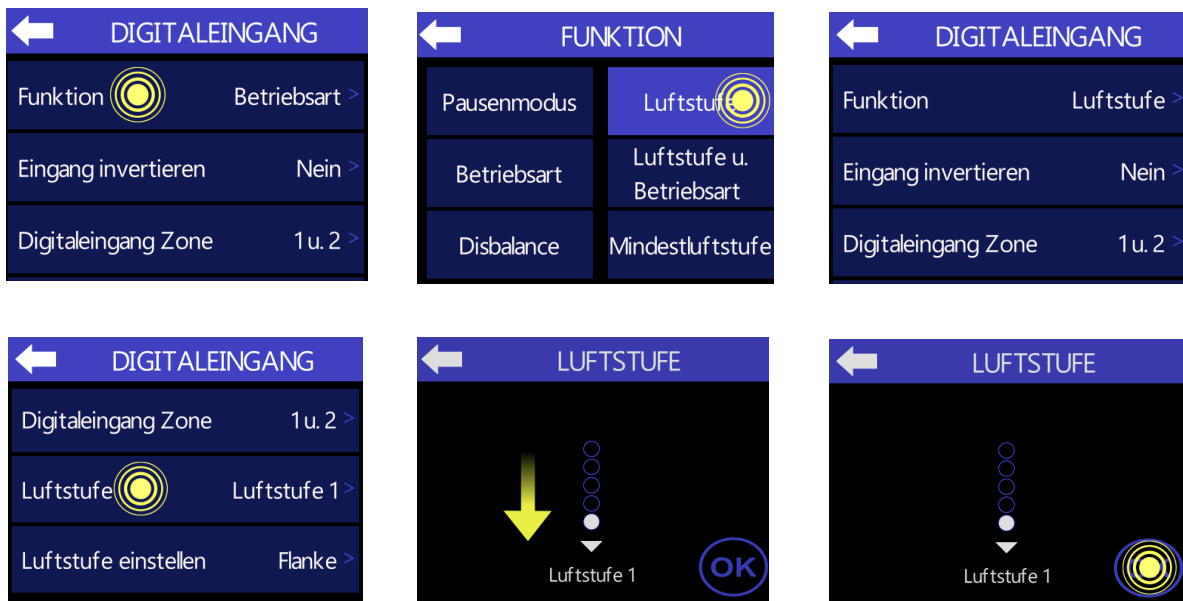 DIGITALEINGANG
Funktion Betriebsart >
Eingang invertieren Nein >
Digitaleingang Zone 1 u. 2 >
FUNKTION
Pausenmodus Luftstufe
Betriebsart Luftstufe u.
Betriebsart
Disbalance Mindestluftstufe
DIGITALEINGANG
Funktion Luftstufe >
Eingang invertieren Nein >
Digitaleingang Zone 1 u. 2 >
DIGITALEINGANG
Digitaleingang Zone 1 u. 2 >
Luftstufe Luftstufe 1 >
Luftstufe einstellen Flanke >
LUFTSTUFE
Luftstufe 1
OK
LUFTSTUFE
Luftstufe 1